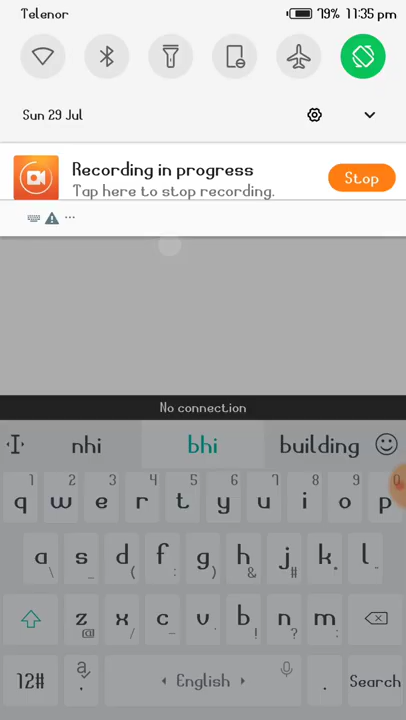 Telenor 79% 11:35 pm
Sun 29 Jul
Recording in progress
Tap here to stop recording.
Stop
...
No connection
nhi bhi building
1 2 3 4 5 6 7 8 9 0
q w e r t y u i o p
a s d f g h j k l
\ _ ( : ) & # * "
z x c v b n m
@ / - ' ! ? :
12# , English . Search